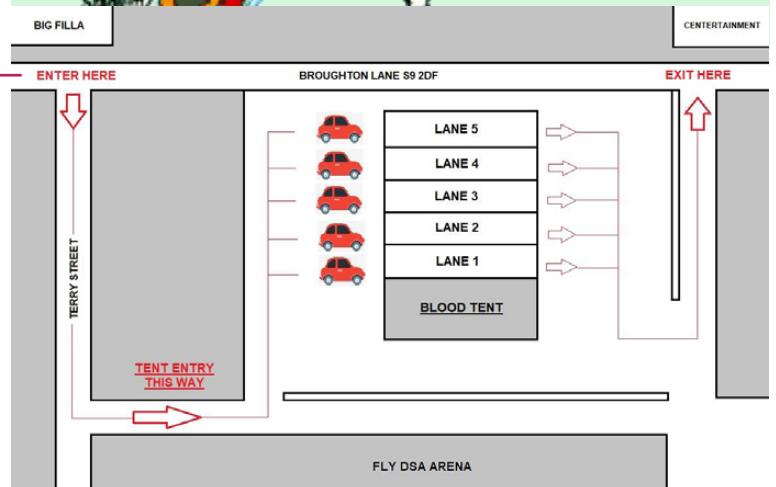 BIG FILLA
CENTERTAINMENT
ENTER HERE
BROUGHTON LANE S9 2DF
EXIT HERE
LANE 5
LANE 4
LANE 3
LANE 2
LANE 1
TERRY STREET
BLOOD TENT
TENT ENTRY
THIS WAY
FLY DSA ARENA